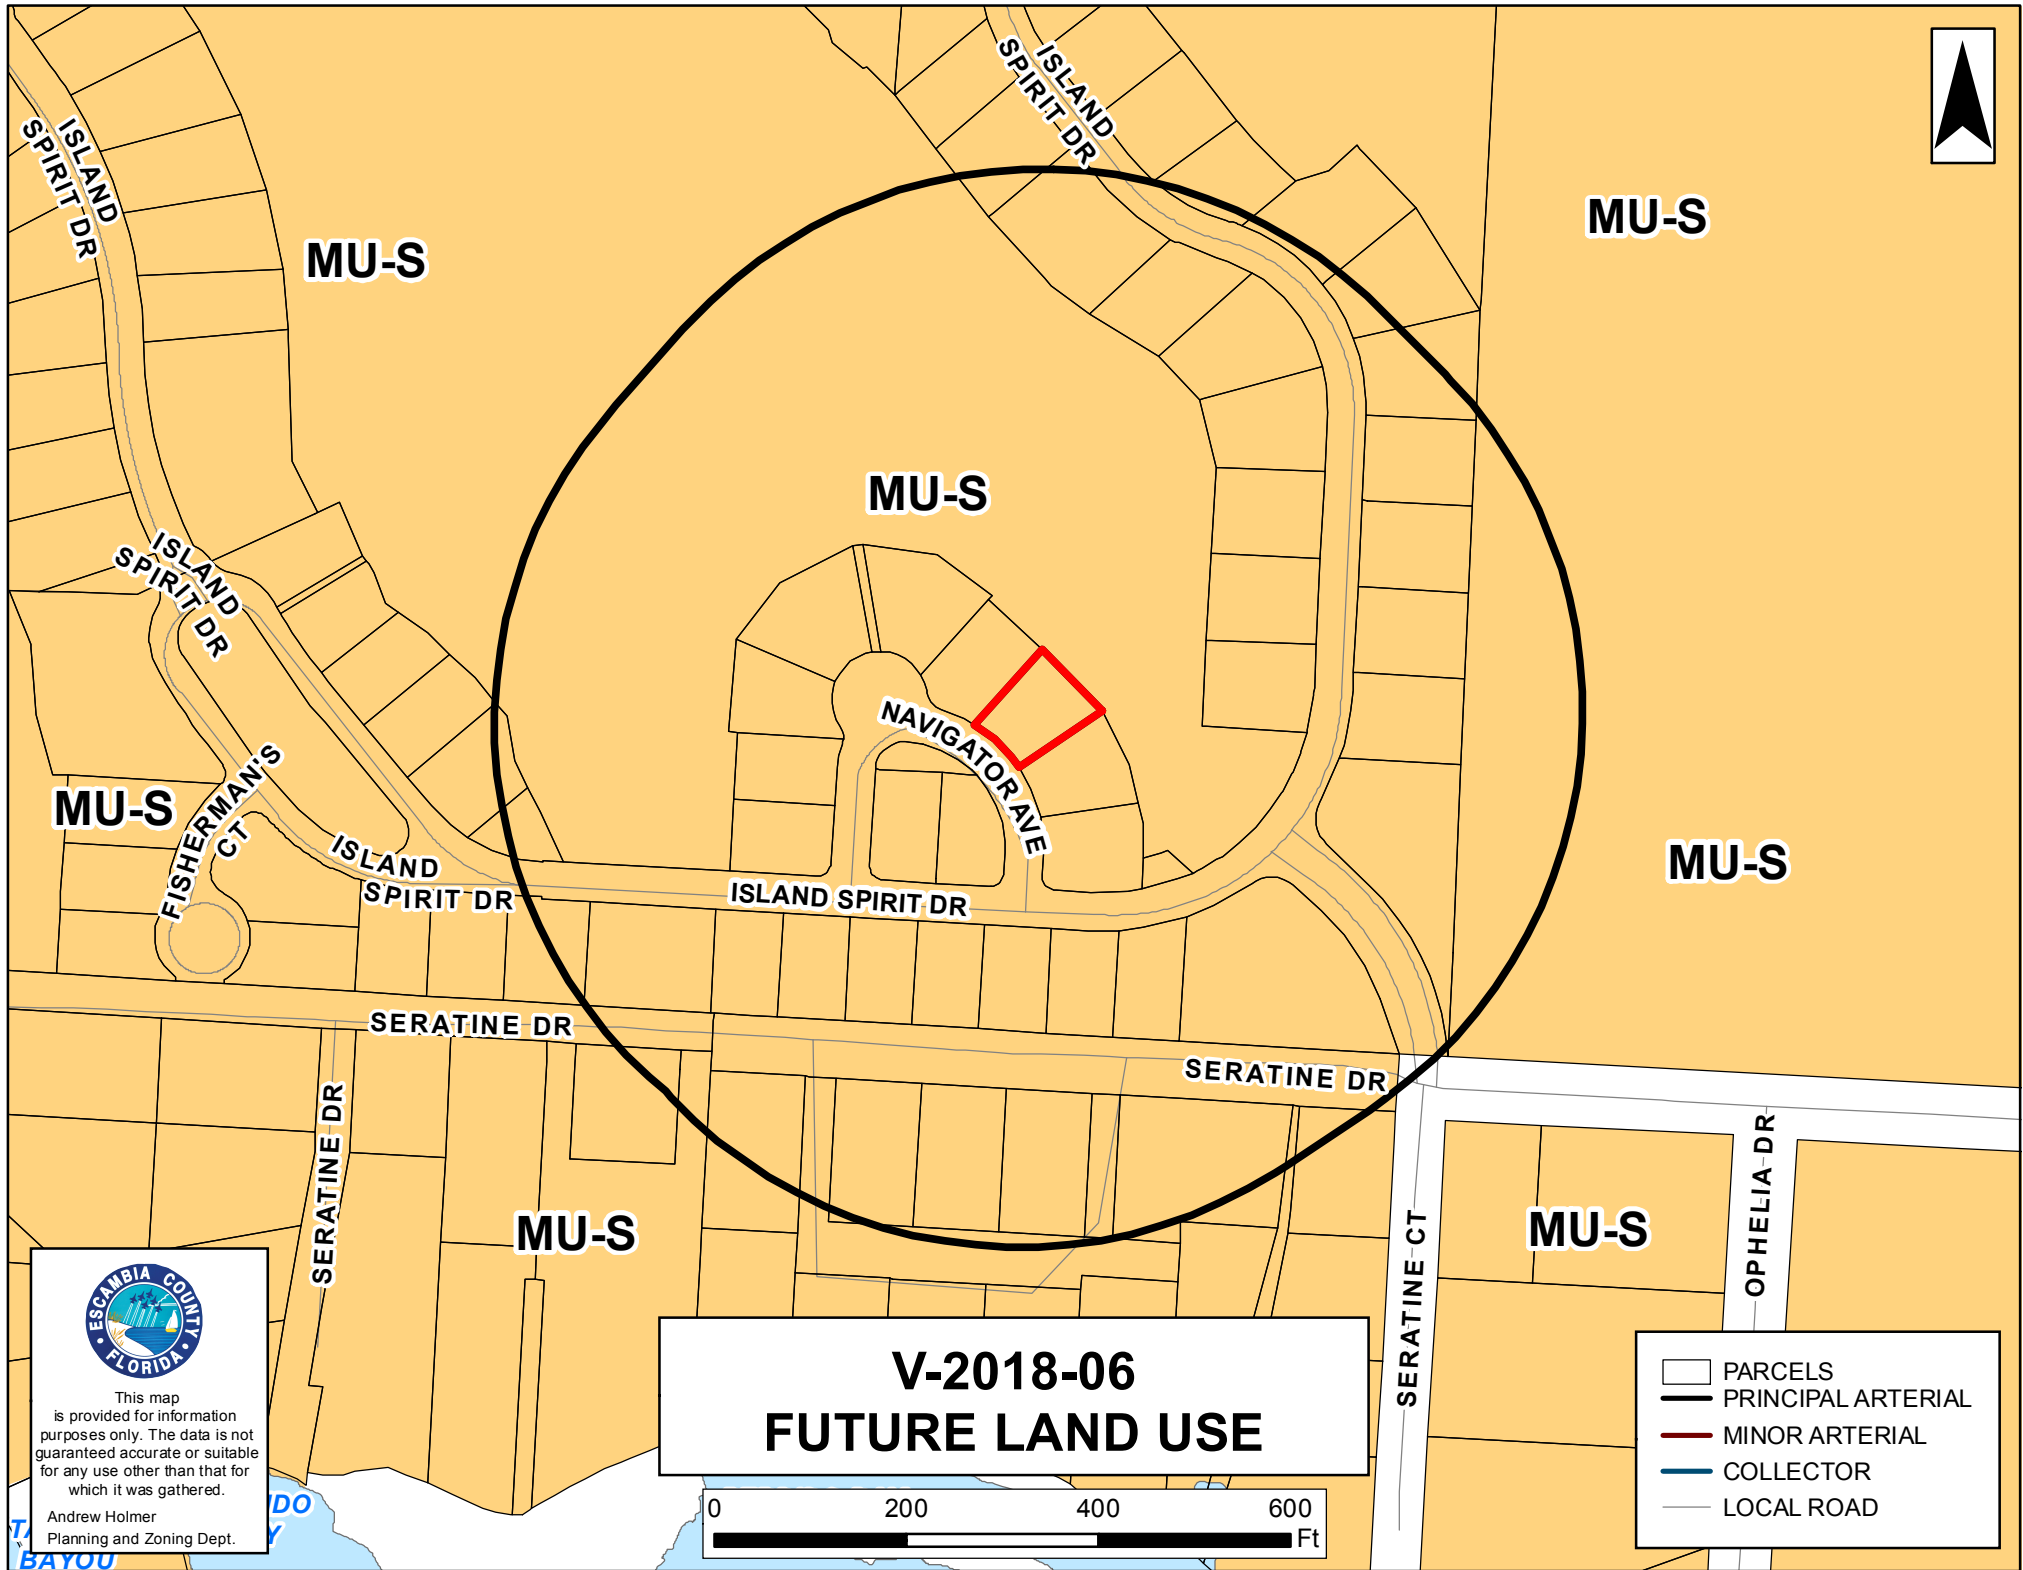 ISLAND
SPIRIT DR
ISLAND
SPIRIT DR
MU-S
MU-S
MU-S
ISLAND
SPIRIT DR
NAVIGATOR AVE
MU-S
FISHERMAN'S
CT
ISLAND
SPIRIT DR
ISLAND SPIRIT DR
MU-S
SERATINE DR
SERATINE DR
SERATINE DR
MU-S
SERATINE CT
MU-S
OPHELIA DR
ESCAMBIA COUNTY
FLORIDA
This map
is provided for information
purposes only. The data is not
guaranteed accurate or suitable
for any use other than that for
which it was gathered.
Andrew Holmer
Planning and Zoning Dept.
BAYOU
V-2018-06
FUTURE LAND USE
0 200 400 600
Ft
PARCELS
PRINCIPAL ARTERIAL
MINOR ARTERIAL
COLLECTOR
LOCAL ROAD